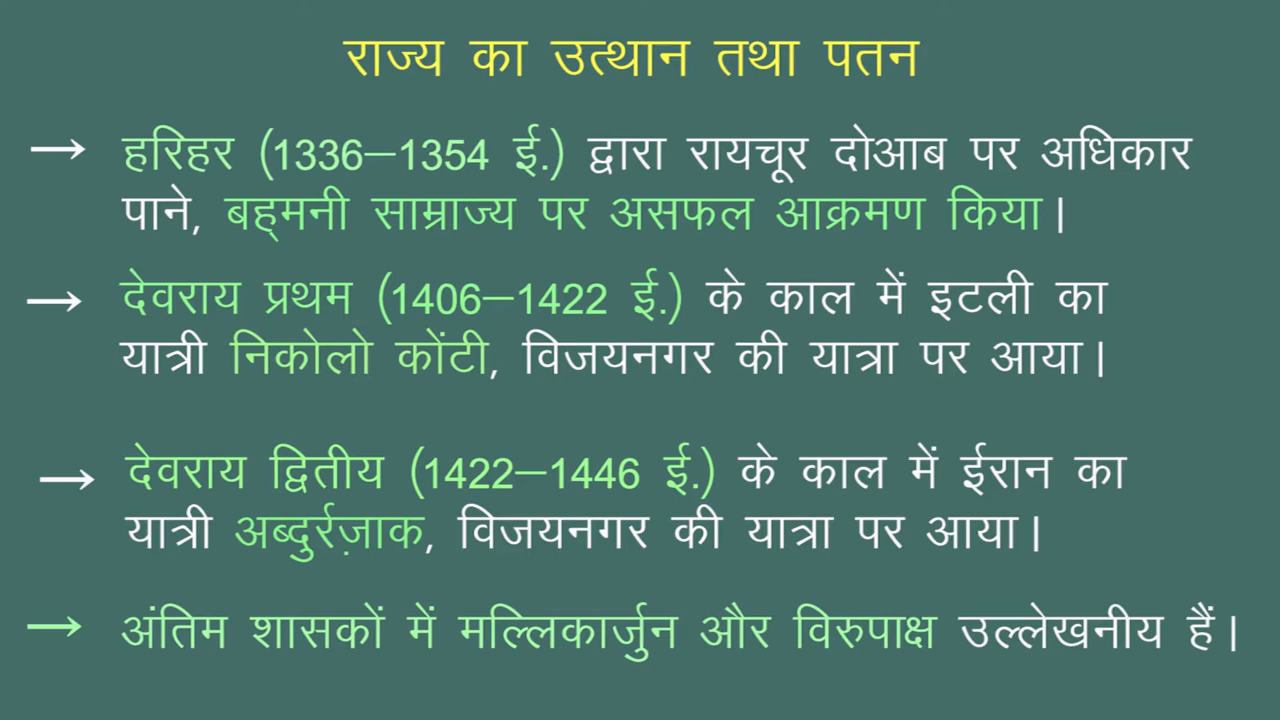 राज्य का उत्थान तथा पतन
→ हरिहर (1336–1354 ई.) द्वारा रायचूर दोआब पर अधिकार
पाने, बह्मनी साम्राज्य पर असफल आक्रमण किया।
→ देवराय प्रथम (1406–1422 ई.) के काल में इटली का
यात्री निकोलो कोंटी, विजयनगर की यात्रा पर आया।
→ देवराय द्वितीय (1422–1446 ई.) के काल में ईरान का
यात्री अब्दुर्रज़ाक, विजयनगर की यात्रा पर आया।
→ अंतिम शासकों में मल्लिकार्जुन और विरुपाक्ष उल्लेखनीय हैं।